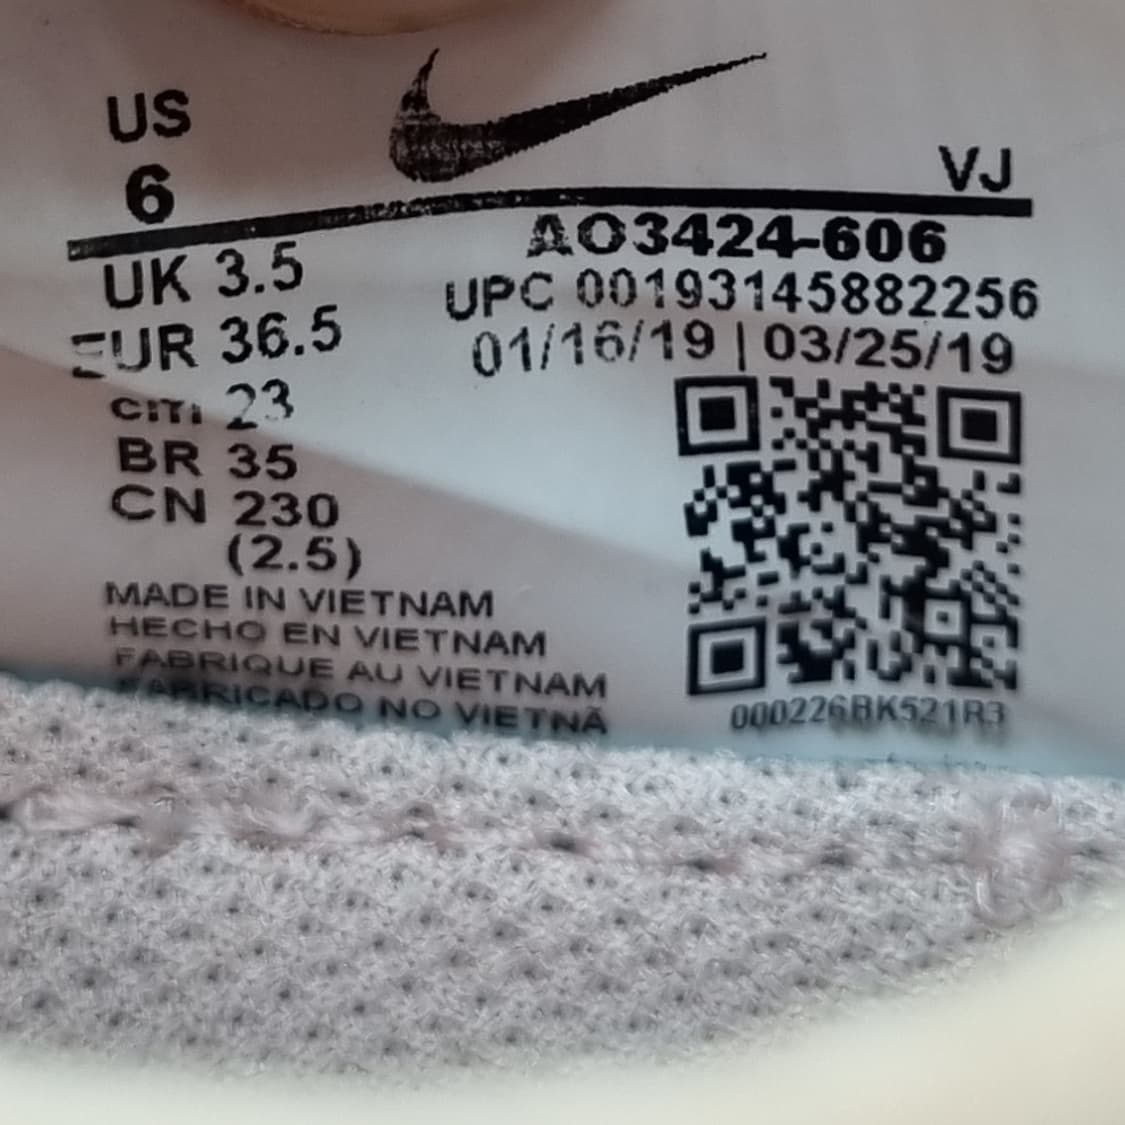 US
6
VJ
UK 3.5
EUR 36.5
CITI 23
BR 35
CN 230
(2.5)
AO3424-606
UPC 00193145882256
01/16/19 | 03/25/19
MADE IN VIETNAM
HECHO EN VIETNAM
FABRIQUE AU VIETNAM
FABRICADO NO VIETNÃ
000226BK521R3